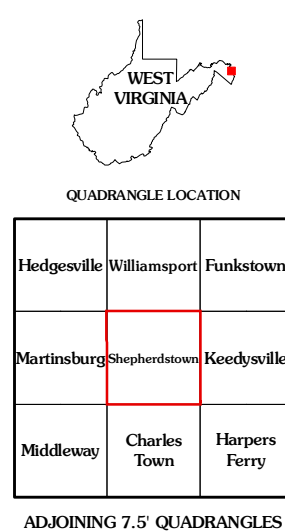 WEST
VIRGINIA
QUADRANGLE LOCATION
Hedgesville Williamsport Funkstown
Martinsburg Shepherdstown Keedysville
Middleway Charles Town Harpers Ferry
ADJOINING 7.5' QUADRANGLES